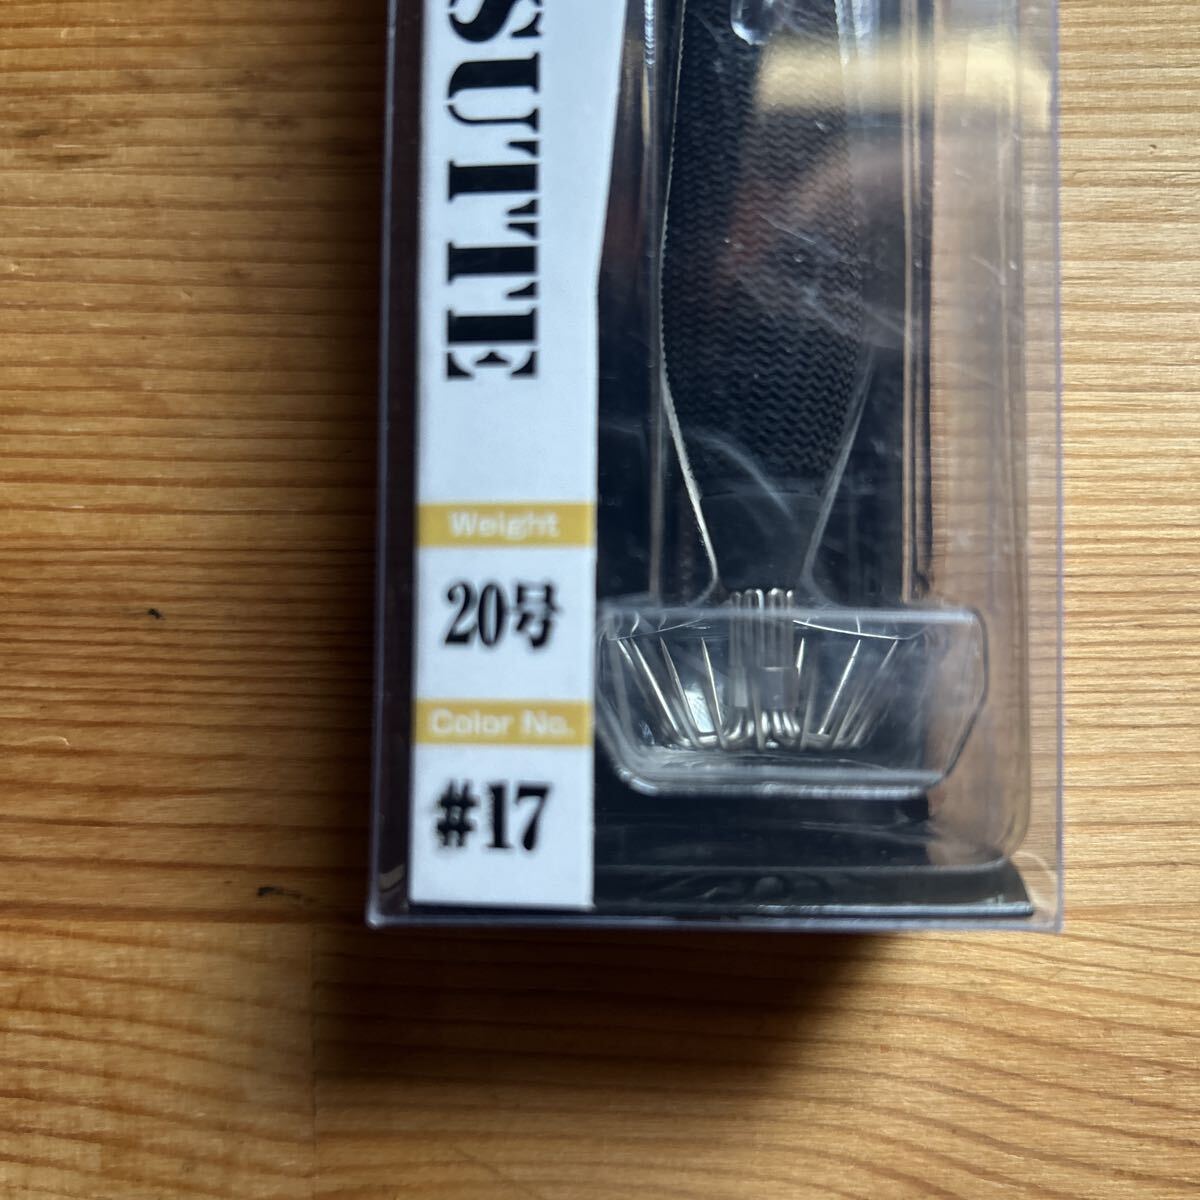 SUTTE
Weight
20号
Color No.
#17